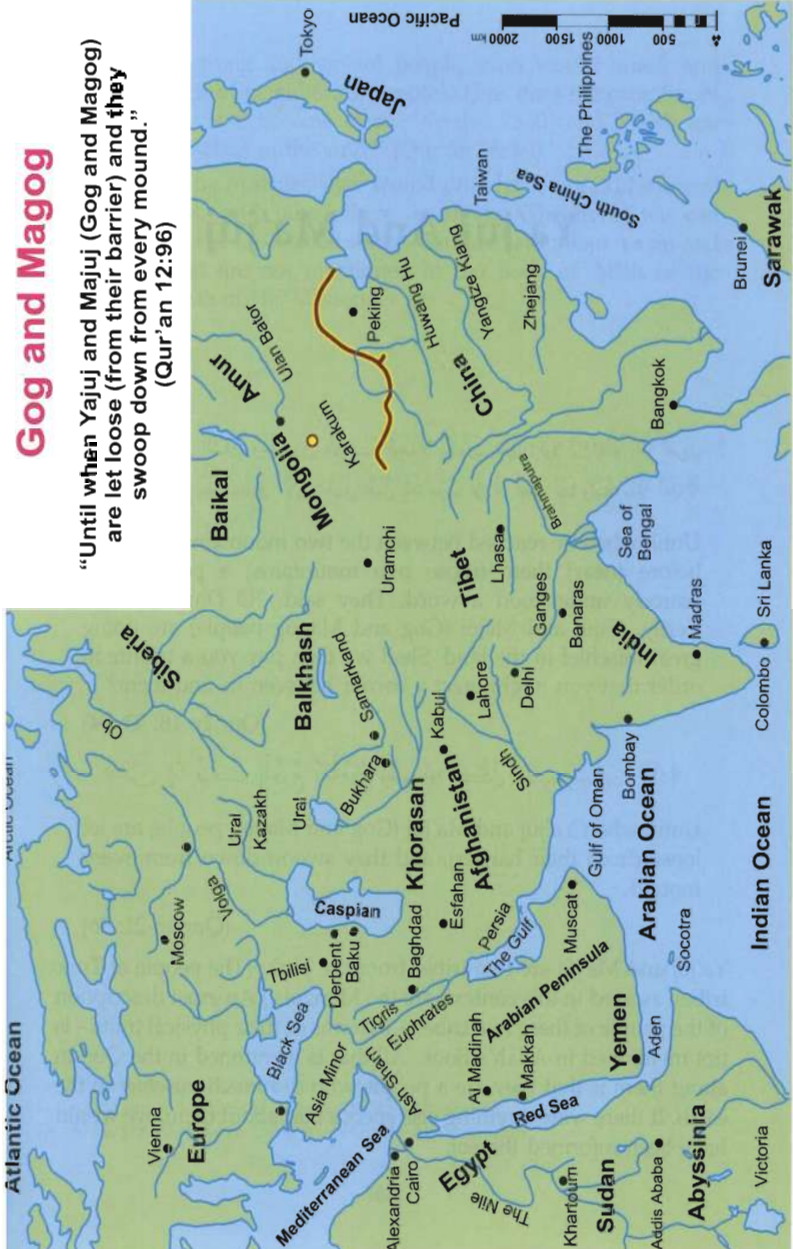 Gog and Magog
“Until when Yajuj and Majuj (Gog and Magog)
are let loose (from their barrier) and they
swoop down from every mound.”
(Qur’an 12:96)
Atlantic Ocean
Arctic Ocean
Siberia
Ob
Baikal
Amur
Ulan Bator
Mongolia
Karakum
Japan
Tokyo
Pacific Ocean
km
2000
1500
1000
500
Vienna
Europe
Moscow
Volga
Ural
Kazakh
Ural
Balkhash
Samarkand
Bukhara
Uramchi
Peking
Huwang Hu
Yangtze Kiang
China
Zhejang
Taiwan
South China Sea
The Philippines
Black Sea
Tbilisi
Derbent
Baku
Caspian
Asia Minor
Tigris
Euphrates
Ash Sham
Baghdad
Khorasan
Esfahan
Afghanistan
Kabul
Lahore
Delhi
Sindh
Tibet
Lhasa
Brahmaputra
Ganges
Banaras
India
Sea of
Bengal
Bangkok
Brunei
Sarawak
Mediterranean Sea
Alexandria
Cairo
Egypt
The Nile
Al Madinah
Makkah
Red Sea
Arabian Peninsula
Persia
The Gulf
Muscat
Gulf of Oman
Bombay
Madras
Colombo
Sri Lanka
Arabian Ocean
Indian Ocean
Socotra
Yemen
Aden
Khartoum
Sudan
Addis Ababa
Abyssinia
Victoria